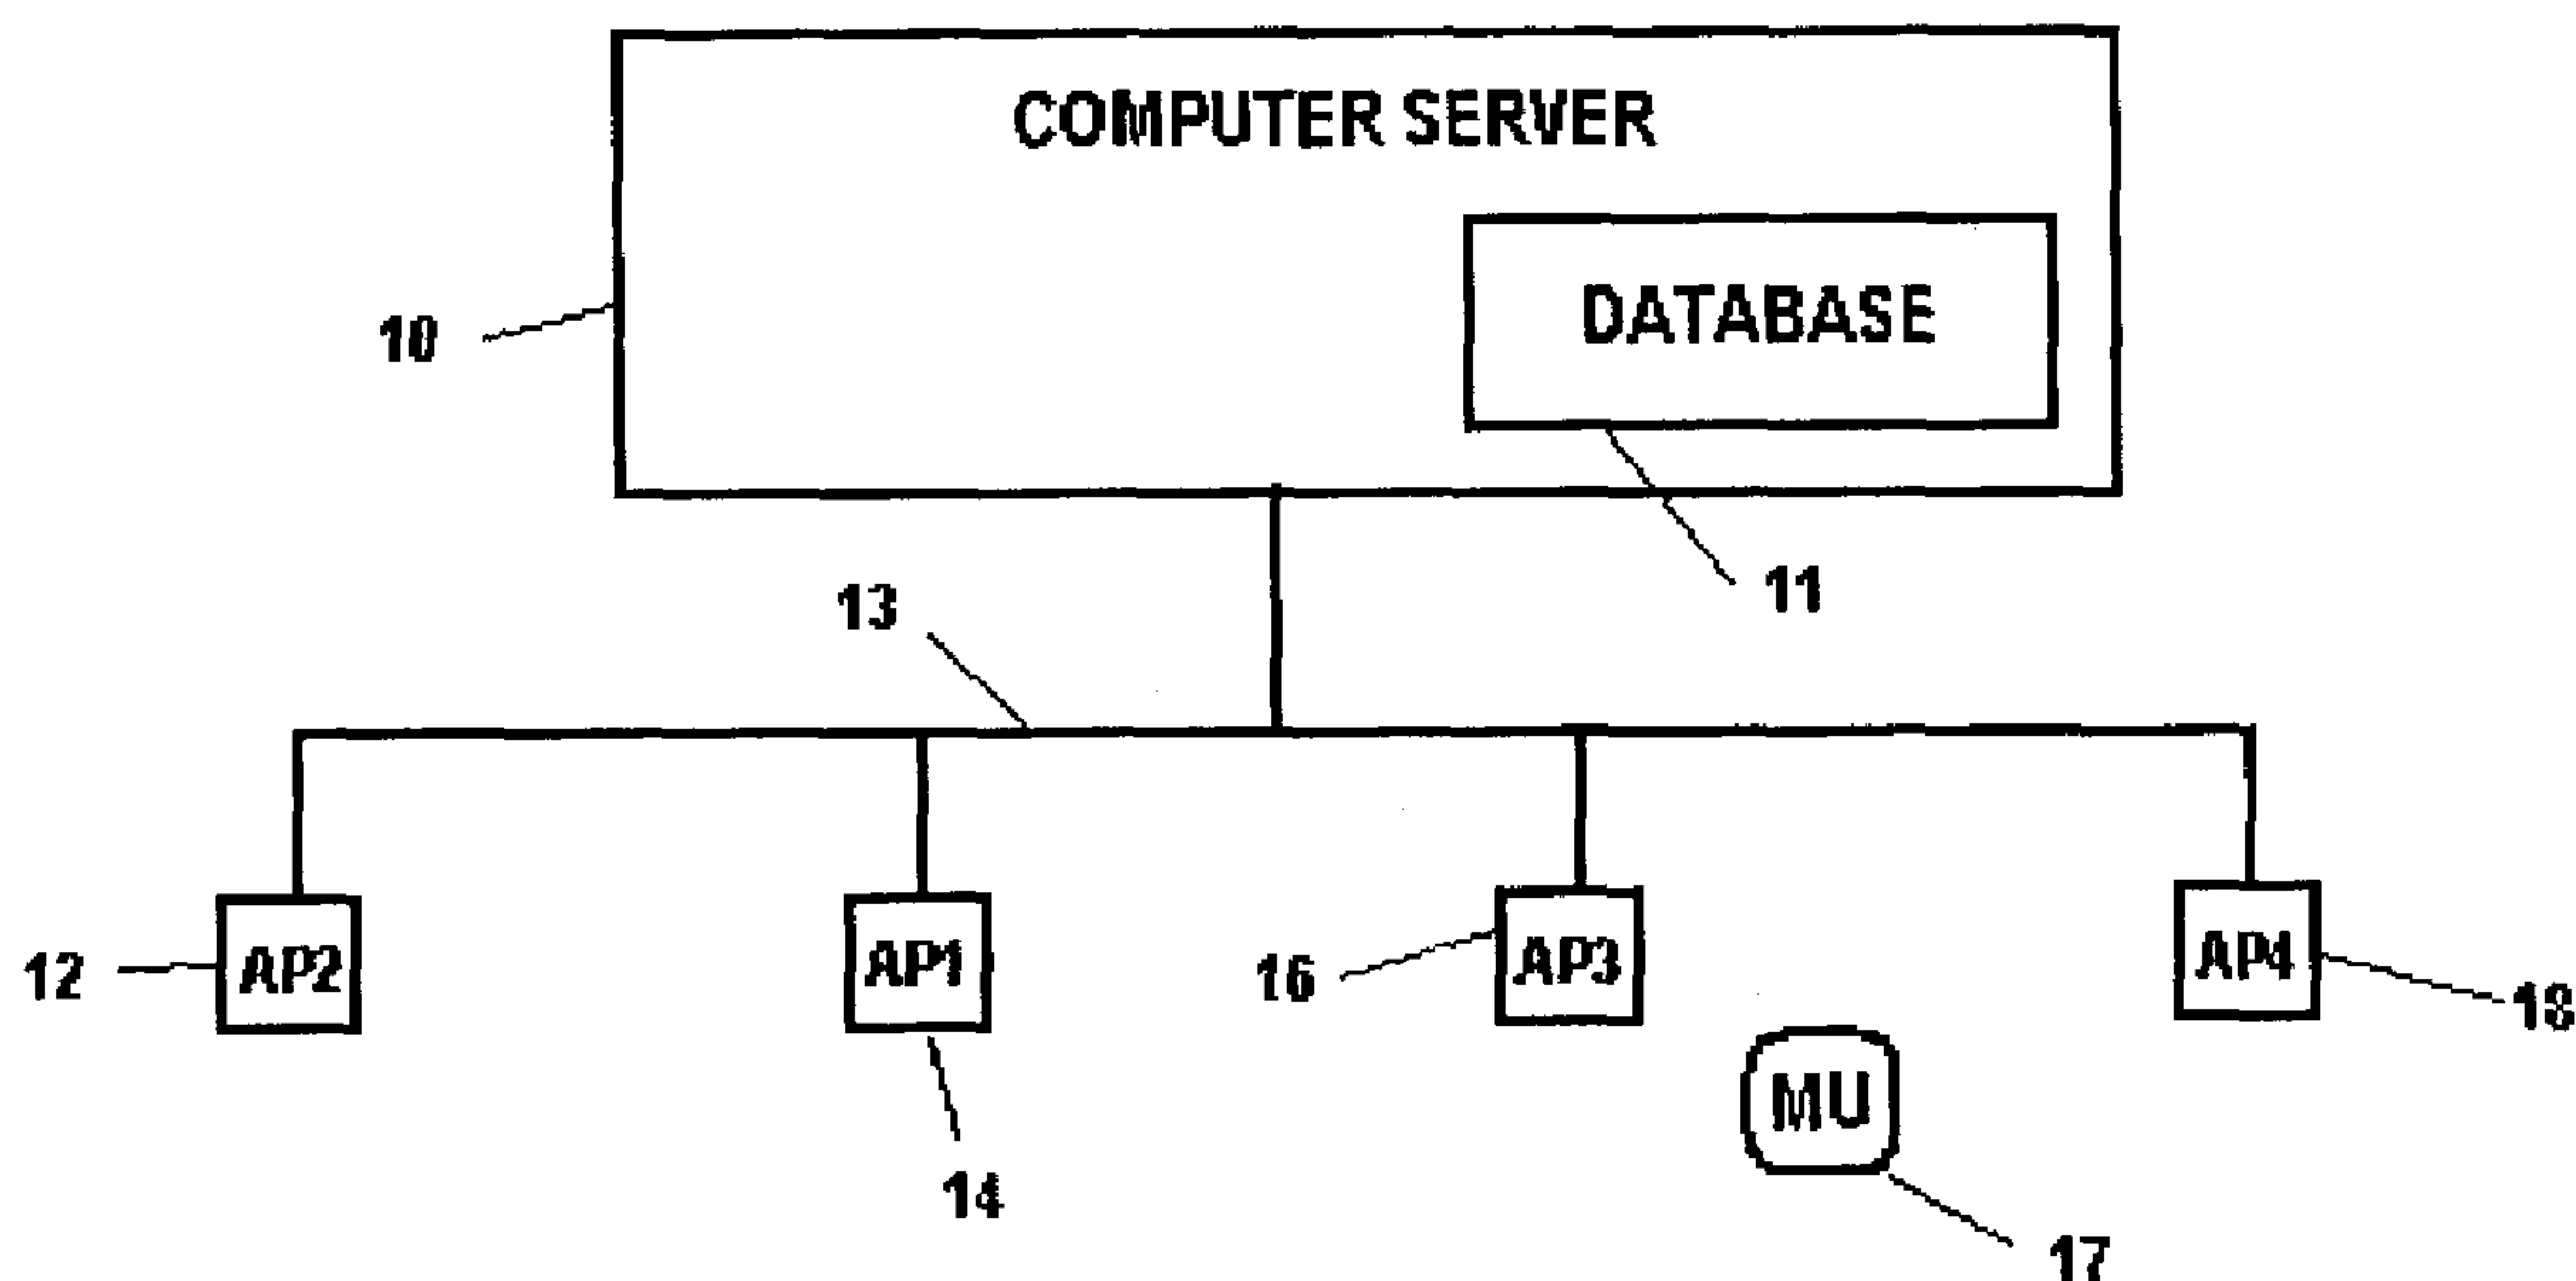 COMPUTER SERVER
DATABASE
10
11
13
12
AP2
AP1
16
AP3
AP4
18
MU
14
17